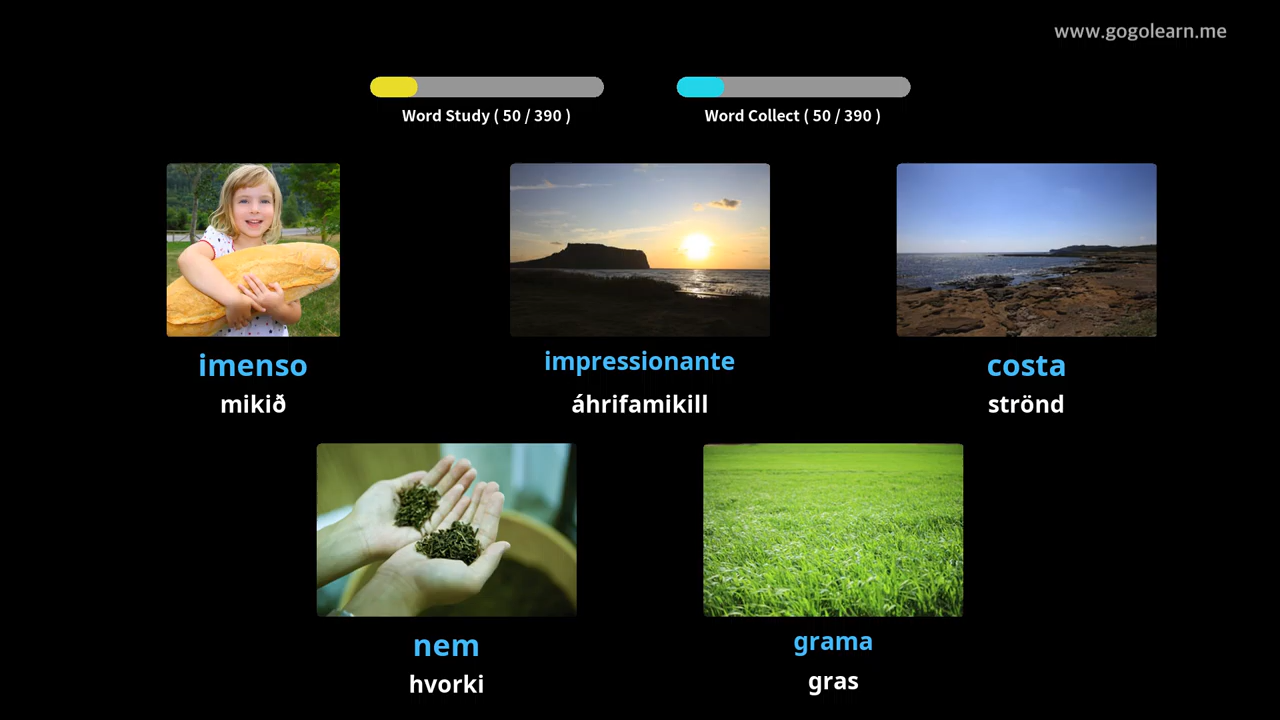 www.gogolearn.me
Word Study ( 50 / 390 )
Word Collect ( 50 / 390 )
imenso
mikið
impressionante
áhrifamikill
costa
strönd
nem
hvorki
grama
gras